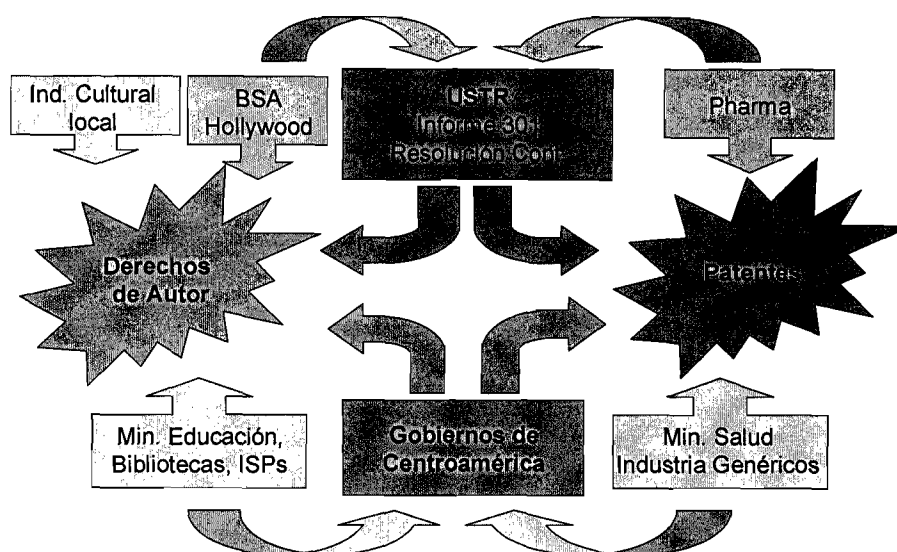 Ind. Cultural
local
BSA
Hollywood
USTR
Informe 301
Resolución Cont
Pharma
Derechos
de Autor
Patentes
Min. Educación,
Bibliotecas, ISPs
Gobiernos de
Centroamérica
Min. Salud
Industria Genéricos